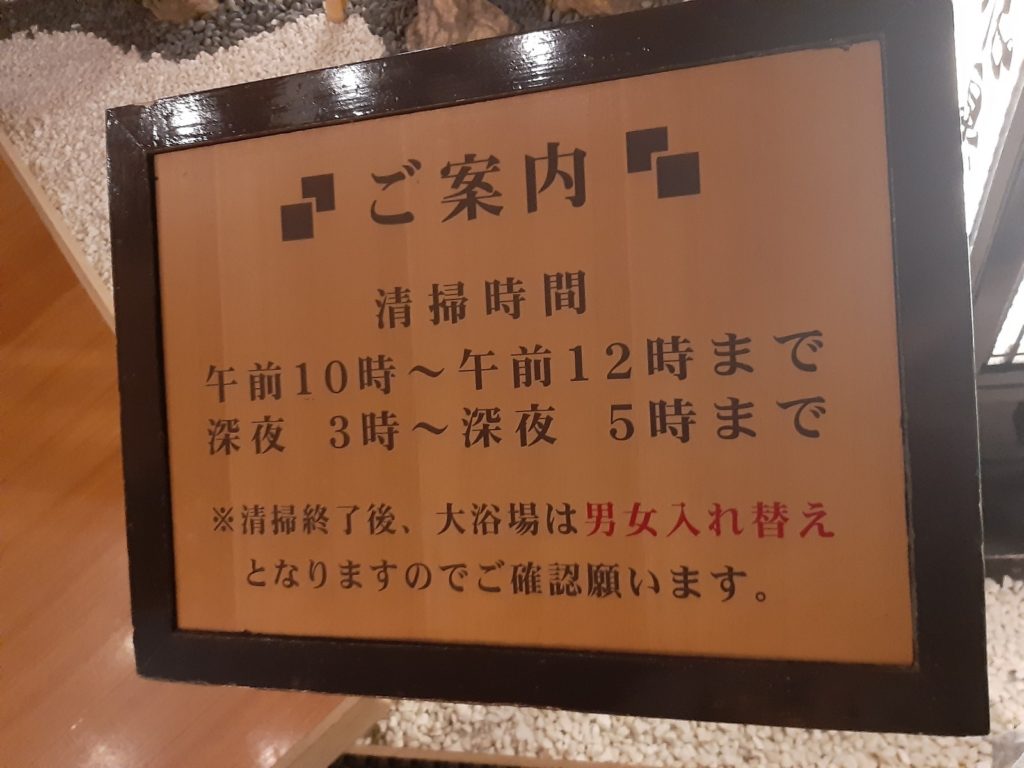 ご案内
清掃時間
午前10時～午前12時まで
深夜 3時～深夜 5時まで
※清掃終了後、大浴場は男女入れ替え
となりますのでご確認願います。